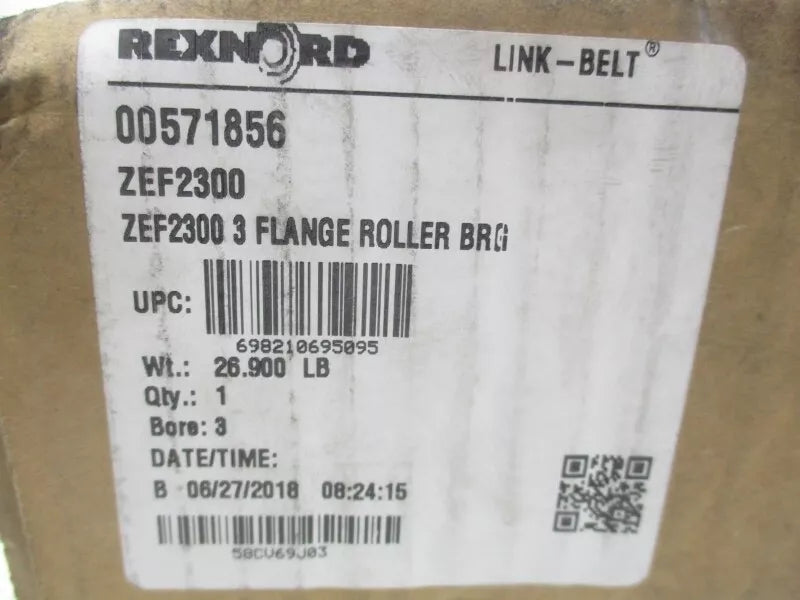 REXNORD LINK-BELT®
00571856
ZEF2300
ZEF2300 3 FLANGE ROLLER BRG
UPC:
698210695095
Wt.: 26.900 LB
Qty.: 1
Bore: 3
DATE/TIME:
B 06/27/2018 08:24:15
58CV69J03